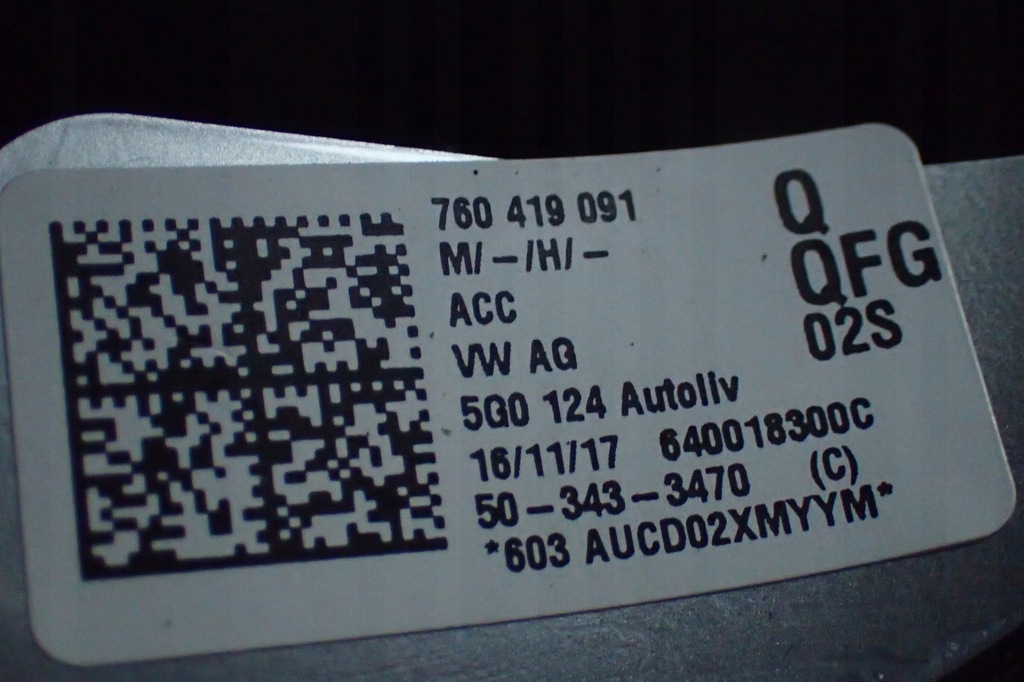 760 419 091
M/-/H/-
ACC
VW AG
5G0 124 Autoliv
16/11/17 640018300C
50-343-3470 (C)
*603 AUCD02XMYYM*
Q
QFG
02S